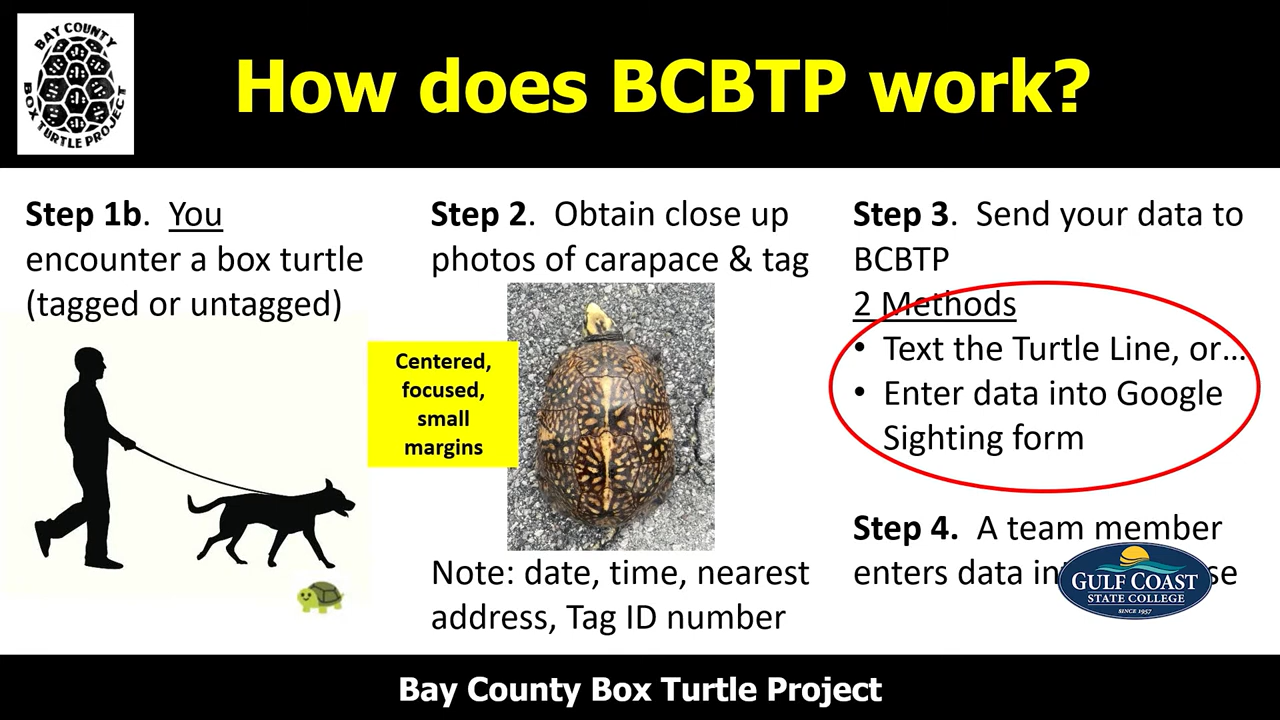 BAY COUNTY
BOX TURTLE PROJECT
How does BCBTP work?
Step 1b. You
encounter a box turtle
(tagged or untagged)
Step 2. Obtain close up
photos of carapace & tag
Centered,
focused,
small
margins
Note: date, time, nearest
address, Tag ID number
Step 3. Send your data to
BCBTP
2 Methods
• Text the Turtle Line, or...
• Enter data into Google
Sighting form
Step 4. A team member
enters data
GULF COAST
STATE COLLEGE
SINCE 1957
Bay County Box Turtle Project